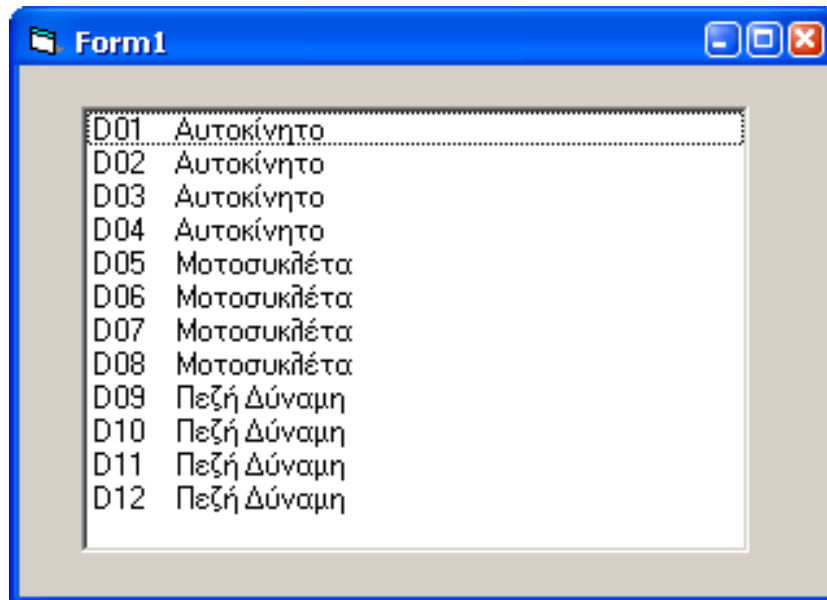 Form1
D01 Αυτοκίνητο
D02 Αυτοκίνητο
D03 Αυτοκίνητο
D04 Αυτοκίνητο
D05 Μοτοσυκλέτα
D06 Μοτοσυκλέτα
D07 Μοτοσυκλέτα
D08 Μοτοσυκλέτα
D09 Πεζή Δύναμη
D10 Πεζή Δύναμη
D11 Πεζή Δύναμη
D12 Πεζή Δύναμη